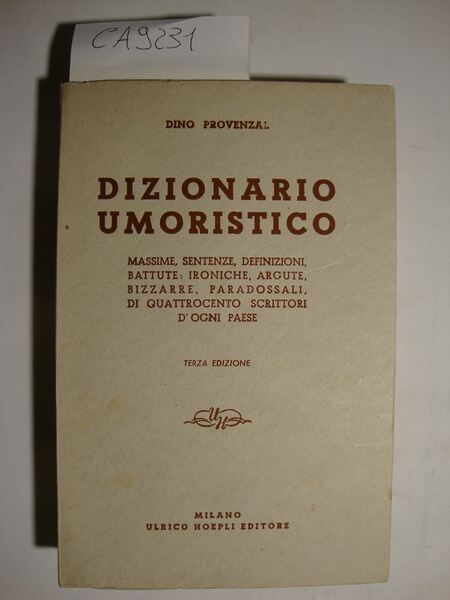 CA9231
DINO PROVENZAL
DIZIONARIO
UMORISTICO
MASSIME, SENTENZE, DEFINIZIONI,
BATTUTE: IRONICHE, ARGUTE,
BIZZARRE, PARADOSSALI,
DI QUATTROCENTO SCRITTORI
D'OGNI PAESE
TERZA EDIZIONE
UH
MILANO
ULRICO HOEPLI EDITORE